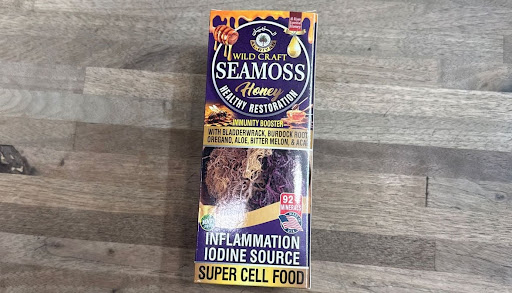 WILD CRAFT
SEAMOSS
Honey
HEALTHY RESTORATION
IMMUNITY BOOSTER
WITH BLADDERWRACK, BURDOCK ROOT,
OREGANO, ALOE, BITTER MELON, & ACAI
92+
MINERALS
INFLAMMATION
IODINE SOURCE
SUPER CELL FOOD